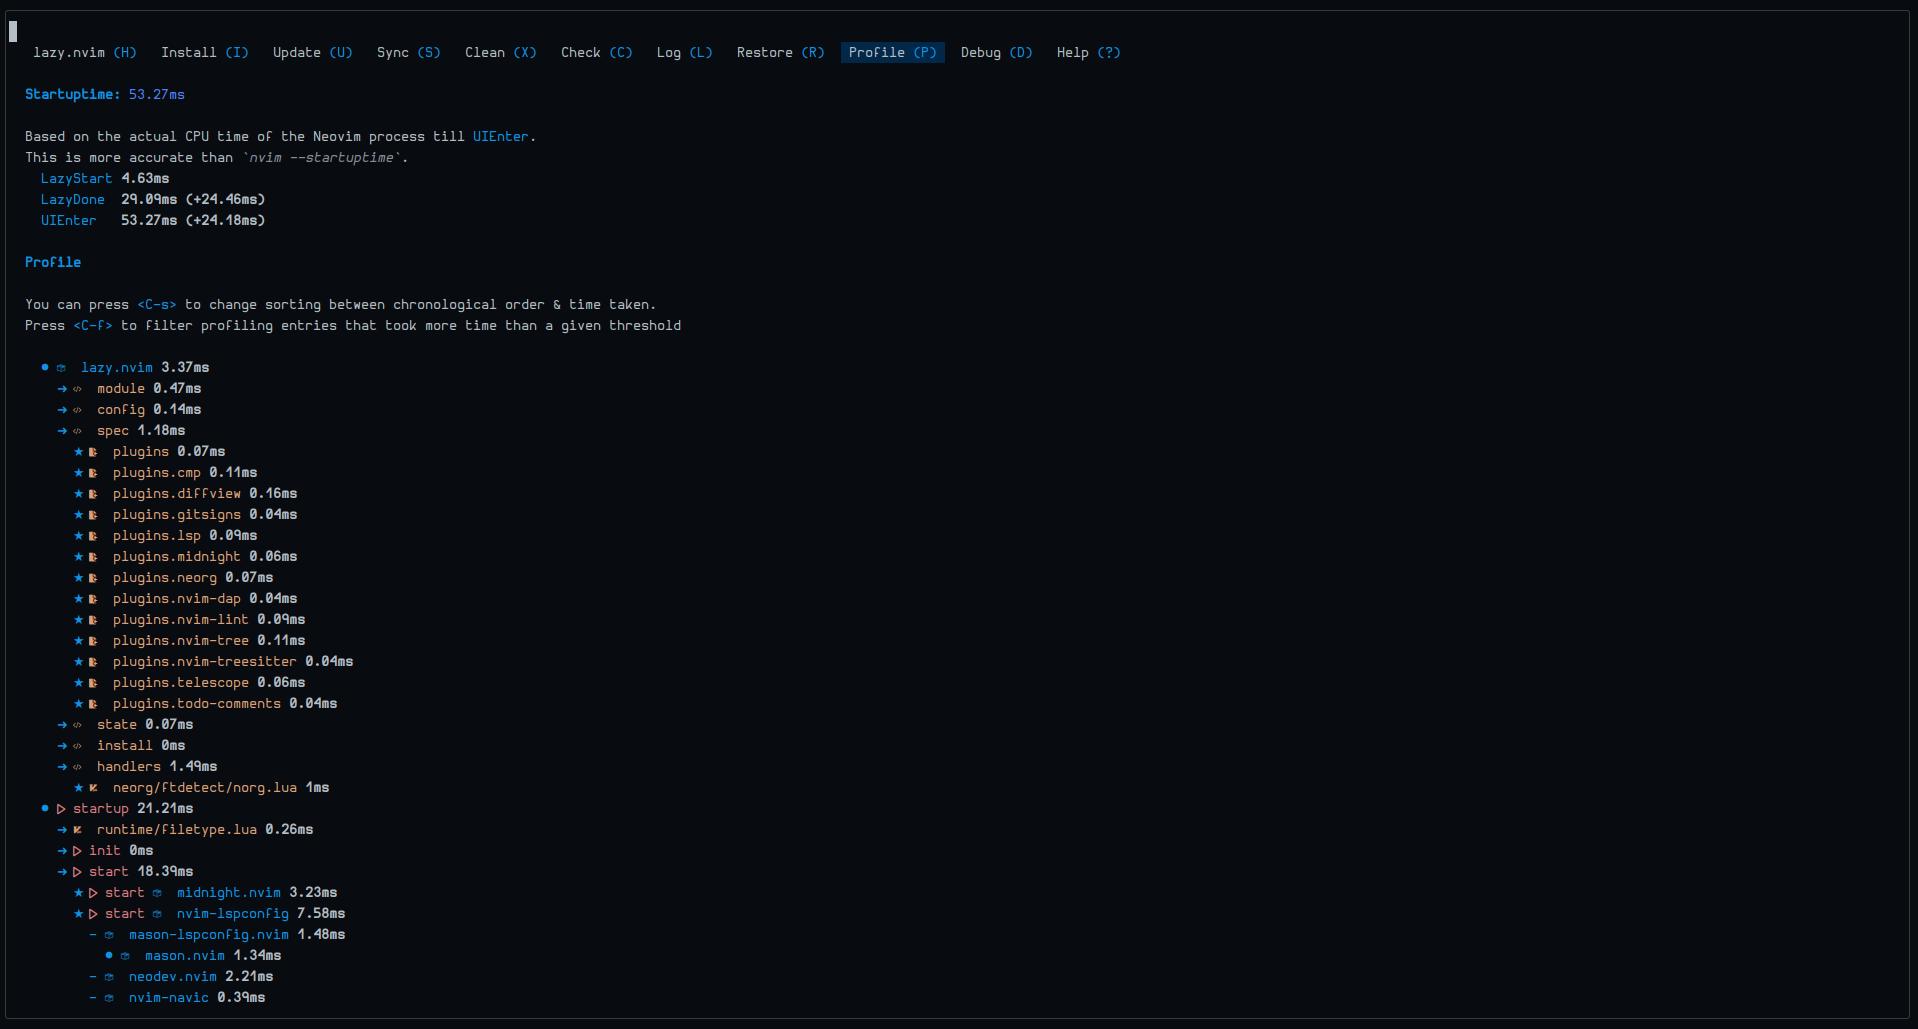 lazy.nvim (H)   Install (I)   Update (U)   Sync (S)   Clean (X)   Check (C)   Log (L)   Restore (R)   Profile (P)   Debug (D)   Help (?)
Startuptime: 53.27ms
Based on the actual CPU time of the Neovim process till UIEnter.
This is more accurate than `nvim --startuptime`.
LazyStart 4.63ms
LazyDone  29.09ms (+24.46ms)
UIEnter   53.27ms (+24.18ms)
Profile
You can press <C-s> to change sorting between chronological order & time taken.
Press <C-f> to filter profiling entries that took more time than a given threshold
● lazy.nvim 3.37ms
➜ module 0.47ms
➜ config 0.14ms
➜ spec 1.18ms
★ plugins 0.07ms
★ plugins.cmp 0.11ms
★ plugins.diffview 0.16ms
★ plugins.gitsigns 0.04ms
★ plugins.lsp 0.09ms
★ plugins.midnight 0.06ms
★ plugins.neorg 0.07ms
★ plugins.nvim-dap 0.04ms
★ plugins.nvim-lint 0.09ms
★ plugins.nvim-tree 0.11ms
★ plugins.nvim-treesitter 0.04ms
★ plugins.telescope 0.06ms
★ plugins.todo-comments 0.04ms
➜ state 0.07ms
➜ install 0ms
➜ handlers 1.49ms
★ neorg/ftdetect/norg.lua 1ms
● startup 21.21ms
➜ runtime/filetype.lua 0.26ms
➜ init 0ms
➜ start 18.39ms
★ start midnight.nvim 3.23ms
★ start nvim-lspconfig 7.58ms
‒ mason-lspconfig.nvim 1.48ms
● mason.nvim 1.34ms
‒ neodev.nvim 2.21ms
‒ nvim-navic 0.39ms